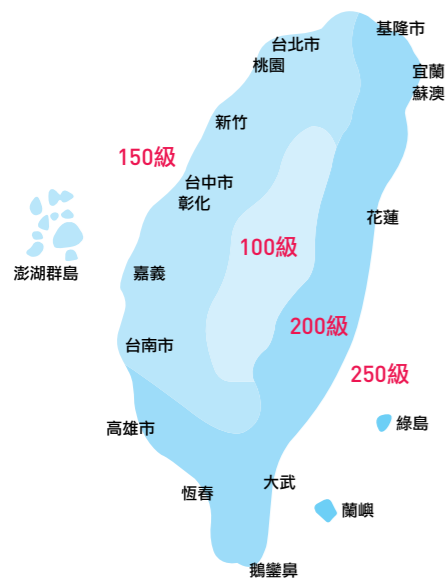 基隆市
台北市
桃園
宜蘭
蘇澳
新竹
150級
台中市
彰化
花蓮
100級
澎湖群島
嘉義
200級
台南市
250級
綠島
高雄市
大武
恆春
蘭嶼
鵝鑾鼻